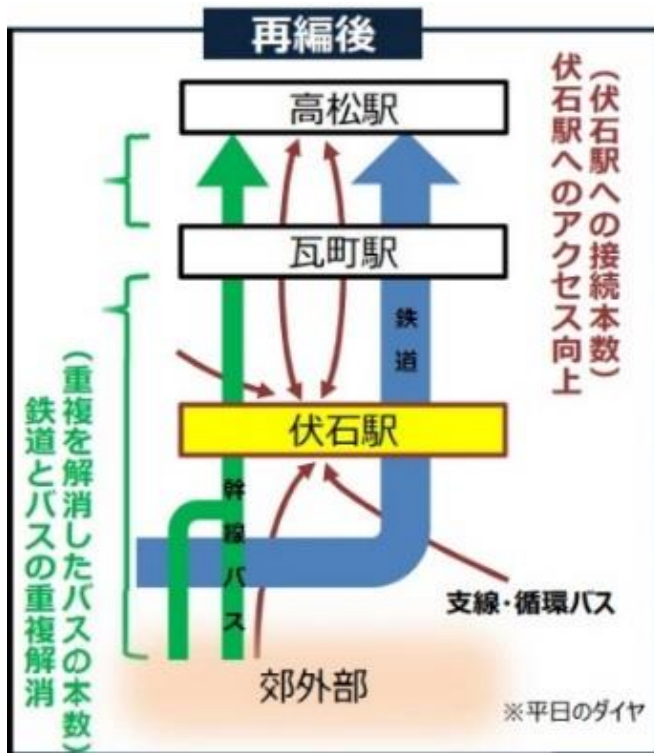 再編後
伏石駅へのアクセス向上
（伏石駅への接続本数）
高松駅
瓦町駅
鉄道
伏石駅
幹線バス
支線・循環バス
鉄道とバスの重複解消
（重複を解消したバスの本数）
郊外部
※平日のダイヤ